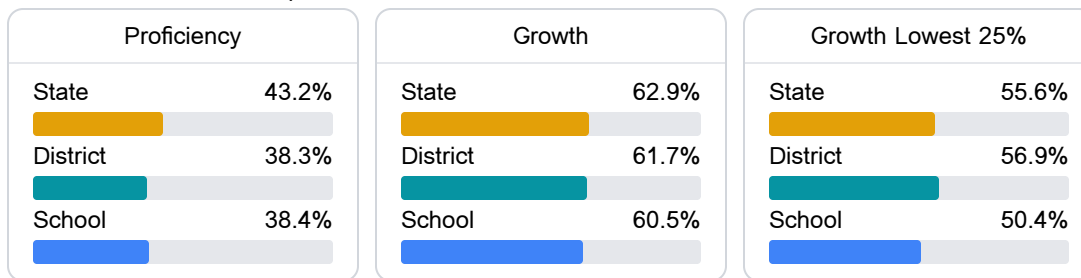 Proficiency
State 43.2%
District 38.3%
School 38.4%
Growth
State 62.9%
District 61.7%
School 60.5%
Growth Lowest 25%
State 55.6%
District 56.9%
School 50.4%